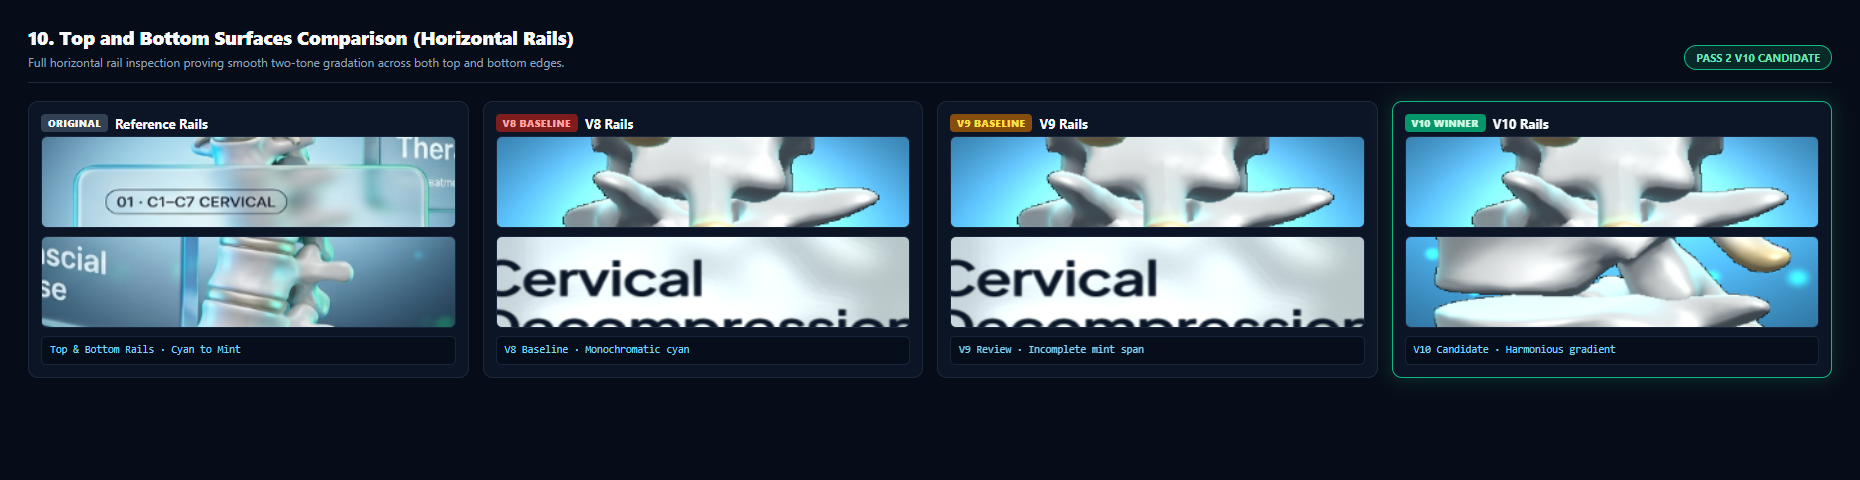 10. Top and Bottom Surfaces Comparison (Horizontal Rails)
Full horizontal rail inspection proving smooth two-tone gradation across both top and bottom edges.
PASS 2 V10 CANDIDATE
ORIGINAL Reference Rails
Ther
01 · C1–C7 CERVICAL
ascial
se
Top & Bottom Rails · Cyan to Mint
V8 BASELINE V8 Rails
Cervical
Decompression
V8 Baseline · Monochromatic cyan
V9 BASELINE V9 Rails
Cervical
Decompression
V9 Review · Incomplete mint span
V10 WINNER V10 Rails
V10 Candidate · Harmonious gradient